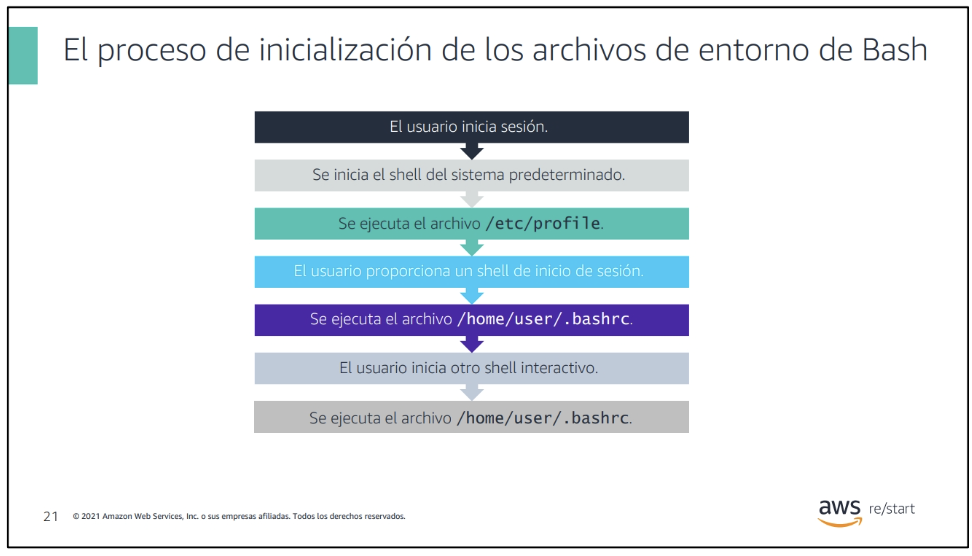 El proceso de inicialización de los archivos de entorno de Bash
El usuario inicia sesión.
Se inicia el shell del sistema predeterminado.
Se ejecuta el archivo /etc/profile.
El usuario proporciona un shell de inicio de sesión.
Se ejecuta el archivo /home/user/.bashrc.
El usuario inicia otro shell interactivo.
Se ejecuta el archivo /home/user/.bashrc.
21 © 2021 Amazon Web Services, Inc. o sus empresas afiliadas. Todos los derechos reservados.
aws re/start